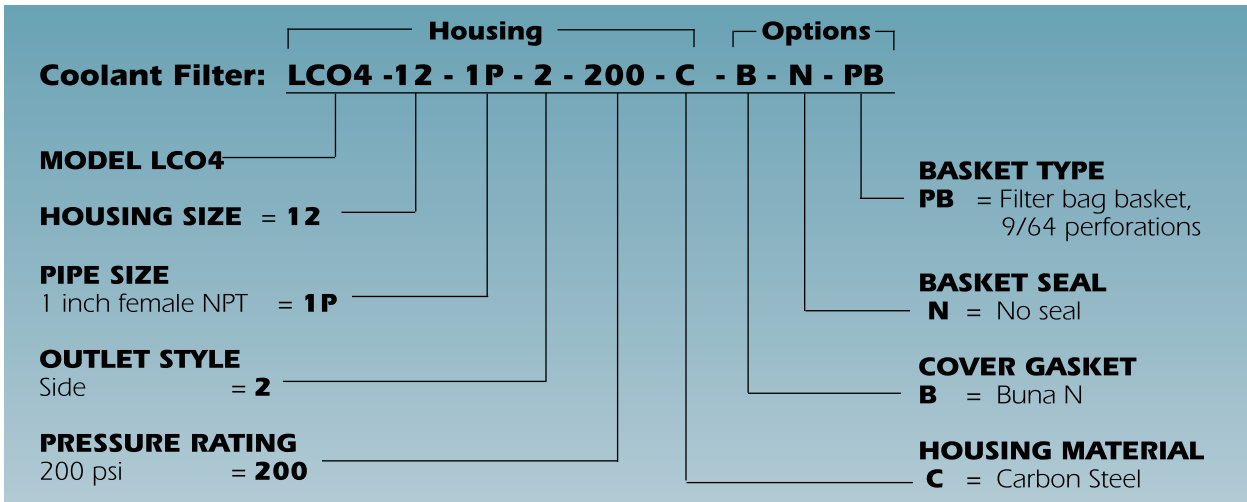 Housing Options
Coolant Filter: LCO4 -12 - 1P - 2 - 200 - C - B - N - PB
MODEL LCO4
HOUSING SIZE = 12
PIPE SIZE
1 inch female NPT = 1P
OUTLET STYLE
Side = 2
PRESSURE RATING
200 psi = 200
BASKET TYPE
PB = Filter bag basket,
9/64 perforations
BASKET SEAL
N = No seal
COVER GASKET
B = Buna N
HOUSING MATERIAL
C = Carbon Steel